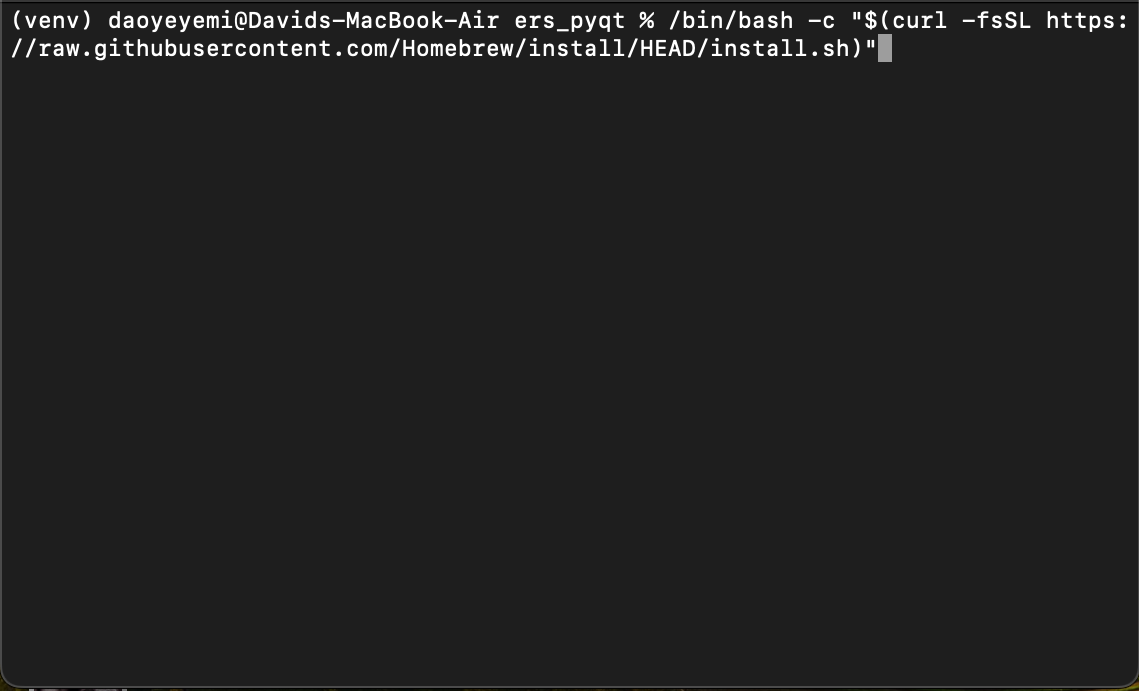 (venv) daoyeyemi@Davids-MacBook-Air ers_pyqt % /bin/bash -c "$(curl -fsSL https:
//raw.githubusercontent.com/Homebrew/install/HEAD/install.sh)"